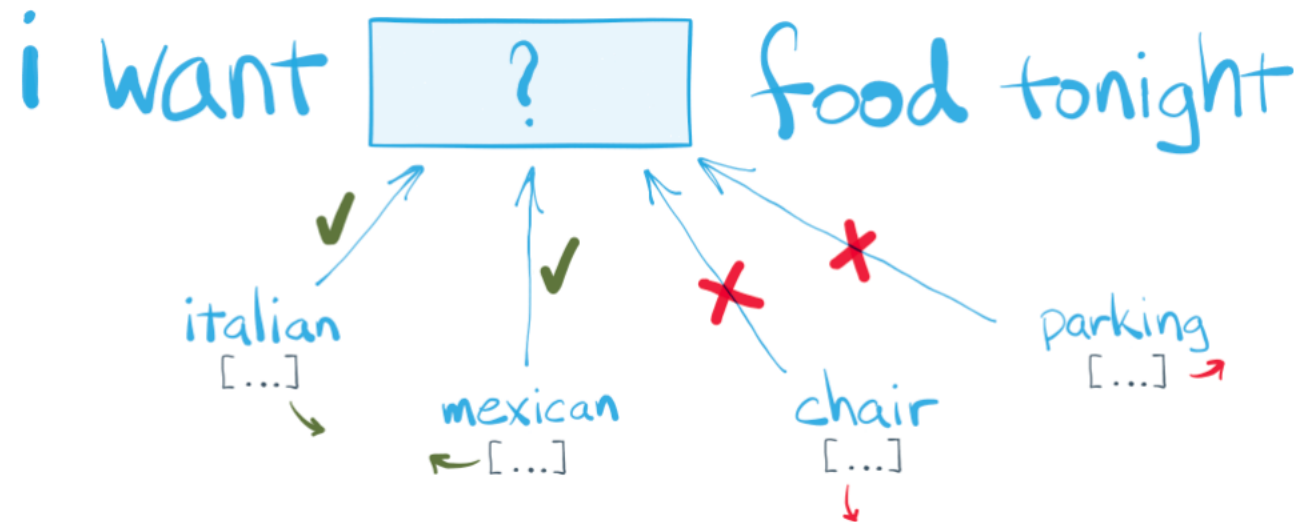 i want ? food tonight
italian
[...]
mexican
[...]
chair
[...]
parking
[...]